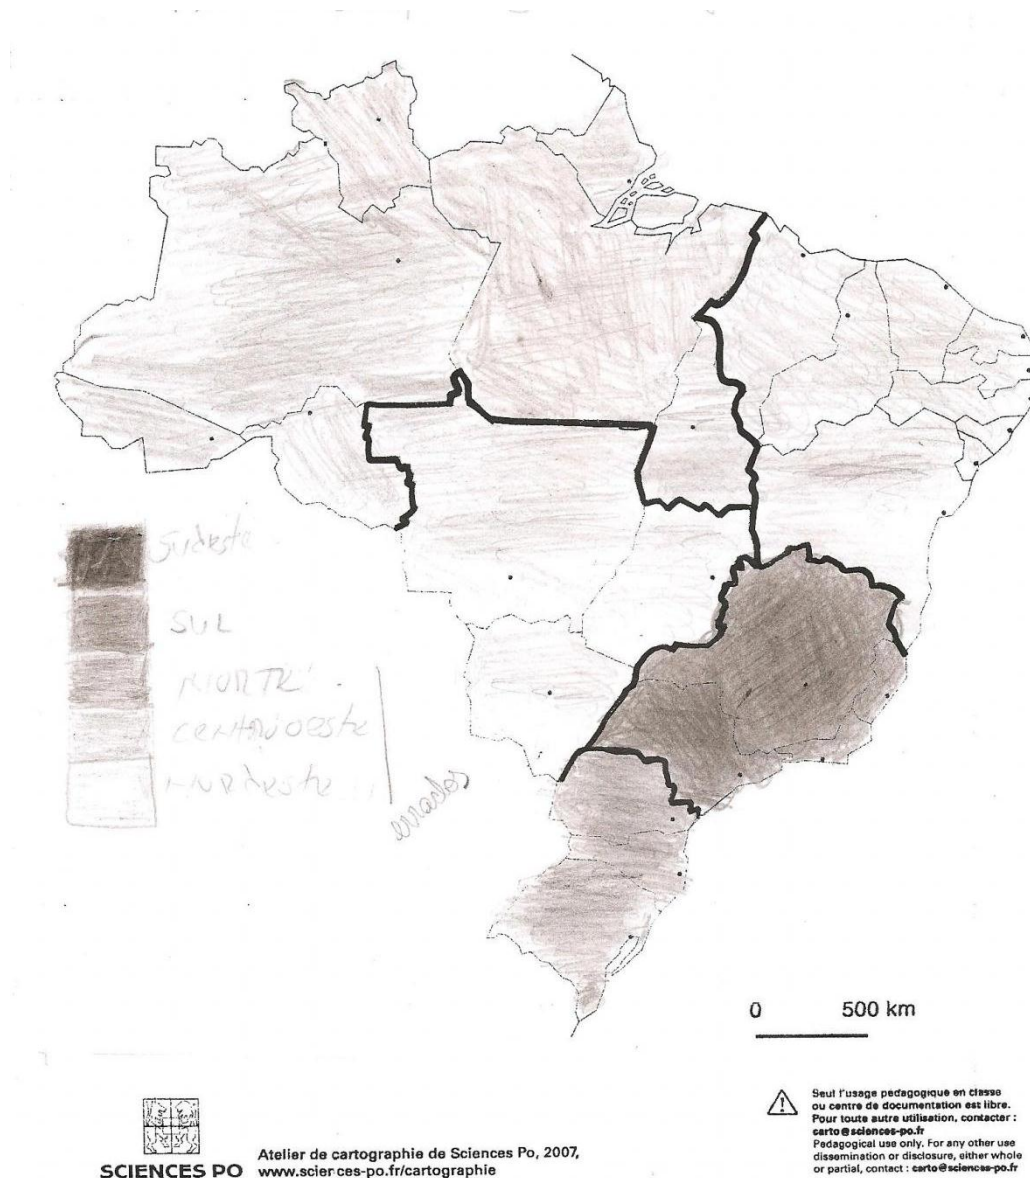 Sudeste
SUL
NORTE
centrooeste
Nordeste
errados
0 500 km
SCIENCES PO
Atelier de cartographie de Sciences Po, 2007,
www.sciences-po.fr/cartographie
Seul l'usage pédagogique en classe
ou centre de documentation est libre.
Pour toute autre utilisation, contacter :
carto@sciences-po.fr
Pedagogical use only. For any other use
dissemination or disclosure, either whole
or partial, contact : carto@sciences-po.fr